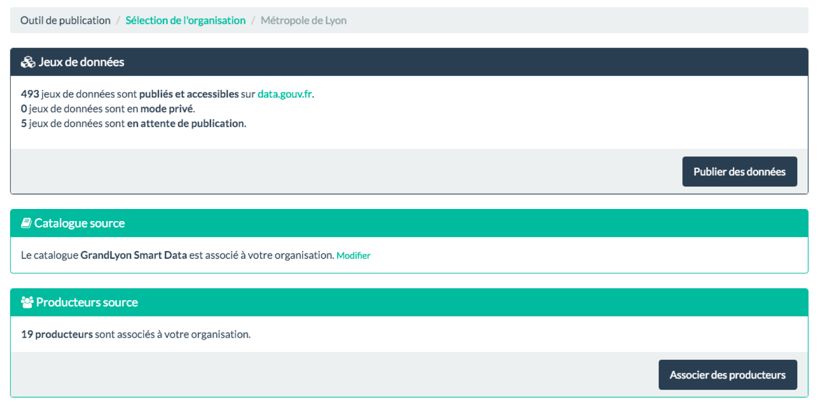 Outil de publication / Sélection de l'organisation / Métropole de Lyon
Jeux de données
493 jeux de données sont publiés et accessibles sur data.gouv.fr.
0 jeux de données sont en mode privé.
5 jeux de données sont en attente de publication.
Publier des données
Catalogue source
Le catalogue GrandLyon Smart Data est associé à votre organisation. Modifier
Producteurs source
19 producteurs sont associés à votre organisation.
Associer des producteurs